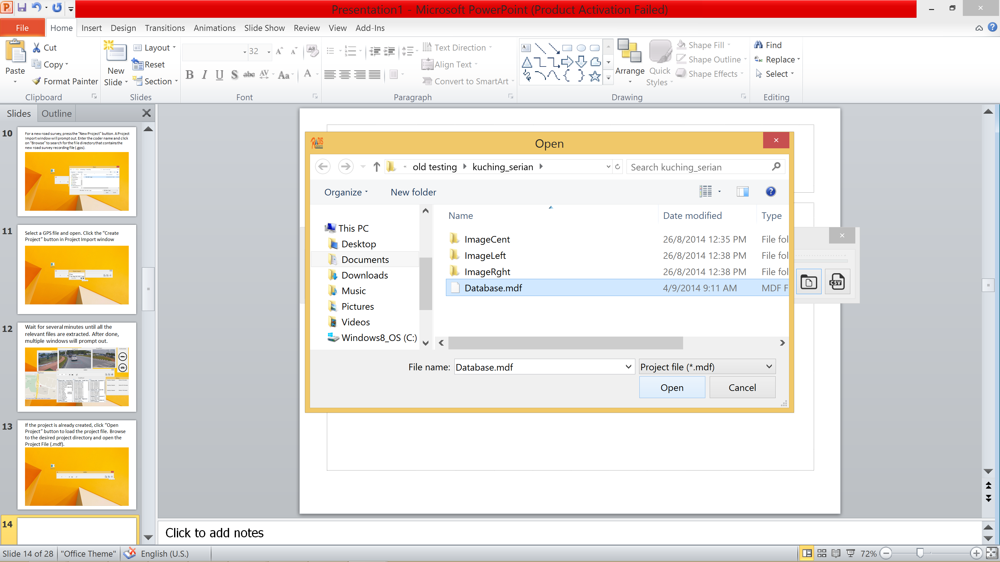 Presentation1 - Microsoft PowerPoint (Product Activation Failed)
File Home Insert Design Transitions Animations Slide Show Review View Add-Ins
Paste
Cut
Copy
Format Painter
Clipboard
New
Slide
Layout
Reset
Section
Slides
32
Font
Text Direction
Align Text
Convert to SmartArt
Paragraph
Arrange
Quick
Styles
Shape Fill
Shape Outline
Shape Effects
Drawing
Find
Replace
Select
Editing
Slides Outline
10
For a new road survey, press the “New Project” button. A Project
Import window will prompt out. Enter the coder name and click
on “Browse” to search for the file directory that contains the
new road survey recording file (.gps).
11
Select a GPS file and open. Click the “Create
Project” button in Project Import window
12
Wait for several minutes until all the
relevant files are extracted. After done,
multiple windows will prompt out.
13
If the project is already created, click “Open
Project” button to load the project file. Browse
to the desired project directory and open the
Project File (.mdf).
14
RADIS
Open
« old testing kuching_serian
Search kuching_serian
Organize New folder
Name Date modified Type
This PC
Desktop
Documents
Downloads
Music
Pictures
Videos
Windows8_OS (C:)
ImageCent 26/8/2014 12:35 PM File fol
ImageLeft 26/8/2014 12:38 PM File fol
ImageRght 26/8/2014 12:38 PM File fol
Database.mdf 4/9/2014 9:11 AM MDF F
File name: Database.mdf Project file (*.mdf)
Open Cancel
CSV
Click to add notes
Slide 14 of 28 "Office Theme" English (U.S.) 72%